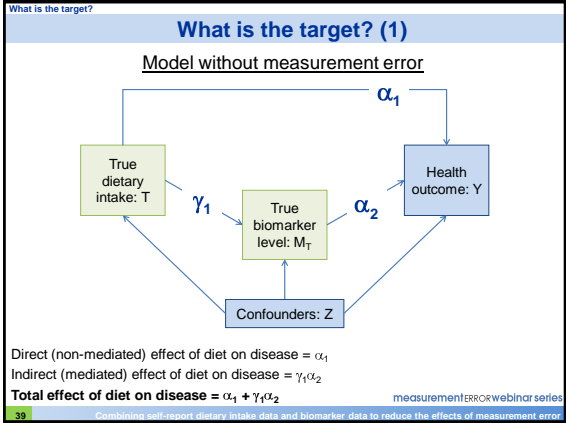 What is the target?
What is the target? (1)
Model without measurement error
α₁
True
dietary
intake: T
γ₁
True
biomarker
level: M_T
α₂
Health
outcome: Y
Confounders: Z
Direct (non-mediated) effect of diet on disease = α₁
Indirect (mediated) effect of diet on disease = γ₁α₂
Total effect of diet on disease = α₁ + γ₁α₂
measurementERRORwebinarseries
39 Combining self-report dietary intake data and biomarker data to reduce the effects of measurement error